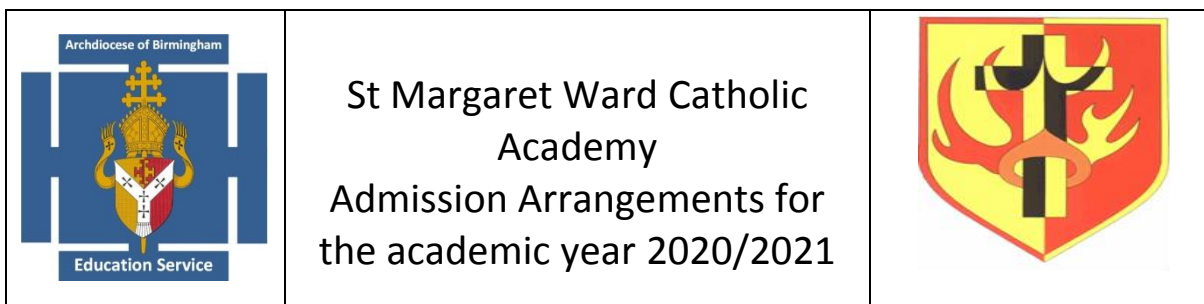 Archdiocese of Birmingham
Education Service
St Margaret Ward Catholic
Academy
Admission Arrangements for
the academic year 2020/2021